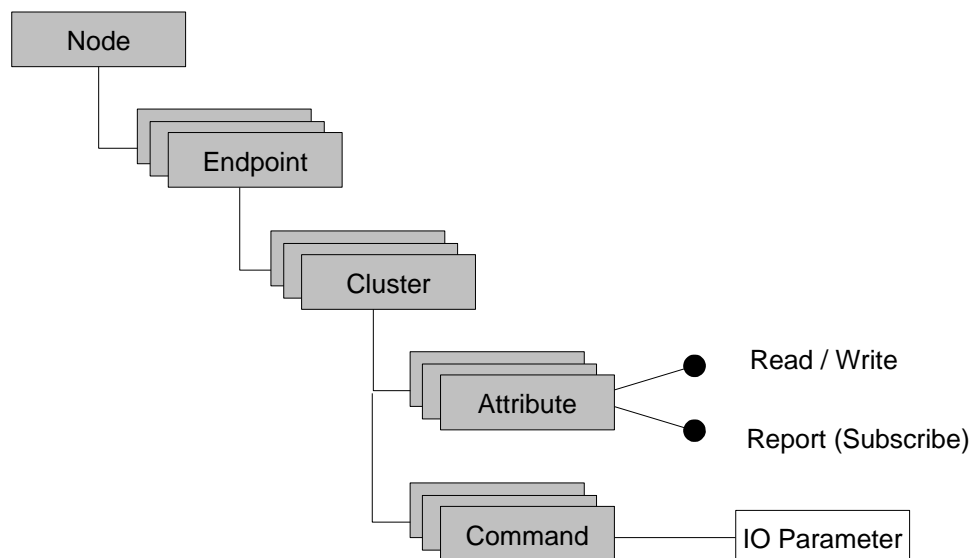 Node
Endpoint
Cluster
Attribute
Read / Write
Report (Subscribe)
Command
IO Parameter